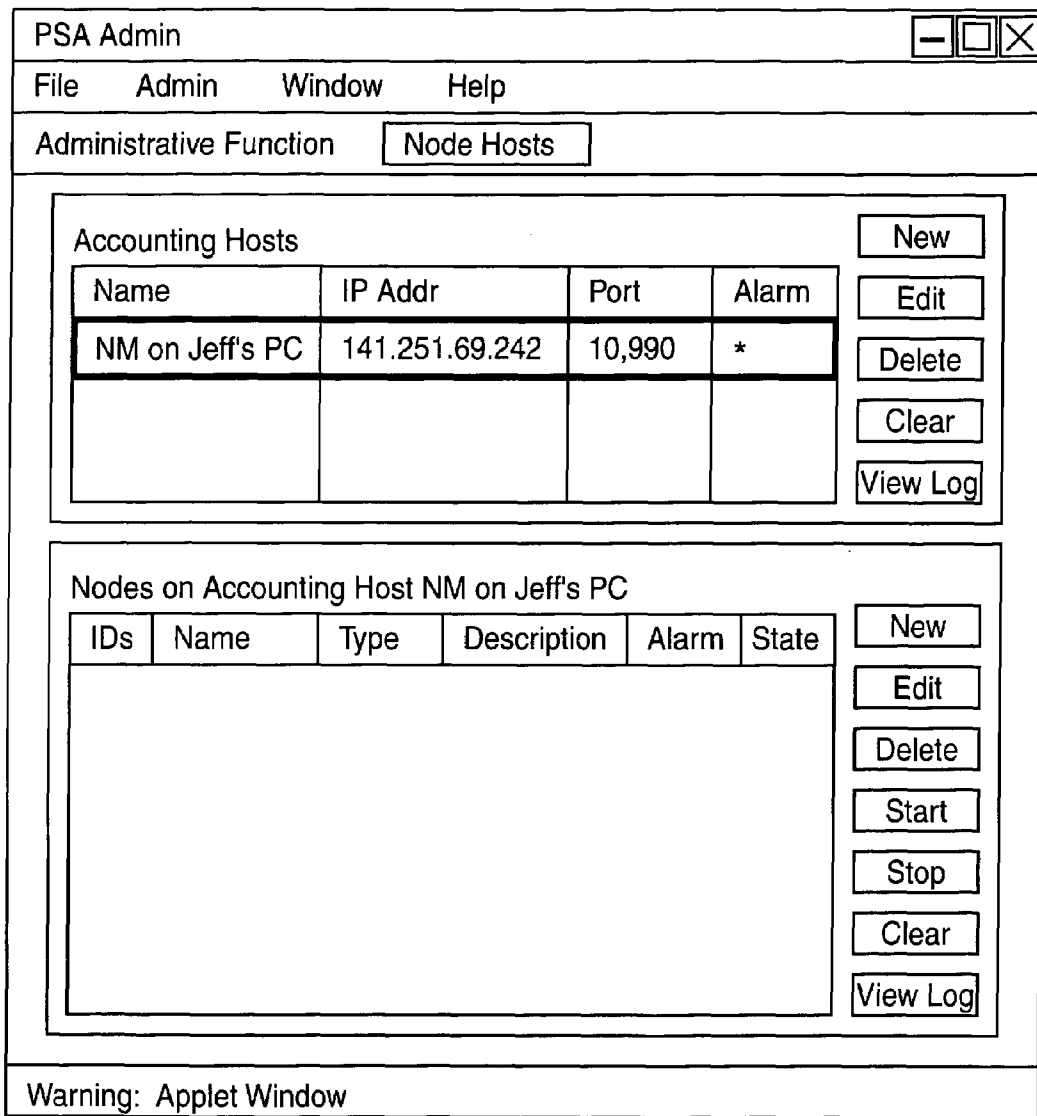 PSA Admin
File Admin Window Help
Administrative Function Node Hosts
Accounting Hosts
Name IP Addr Port Alarm
NM on Jeff's PC 141.251.69.242 10,990 *
New
Edit
Delete
Clear
View Log
Nodes on Accounting Host NM on Jeff's PC
IDs Name Type Description Alarm State
New
Edit
Delete
Start
Stop
Clear
View Log
Warning: Applet Window